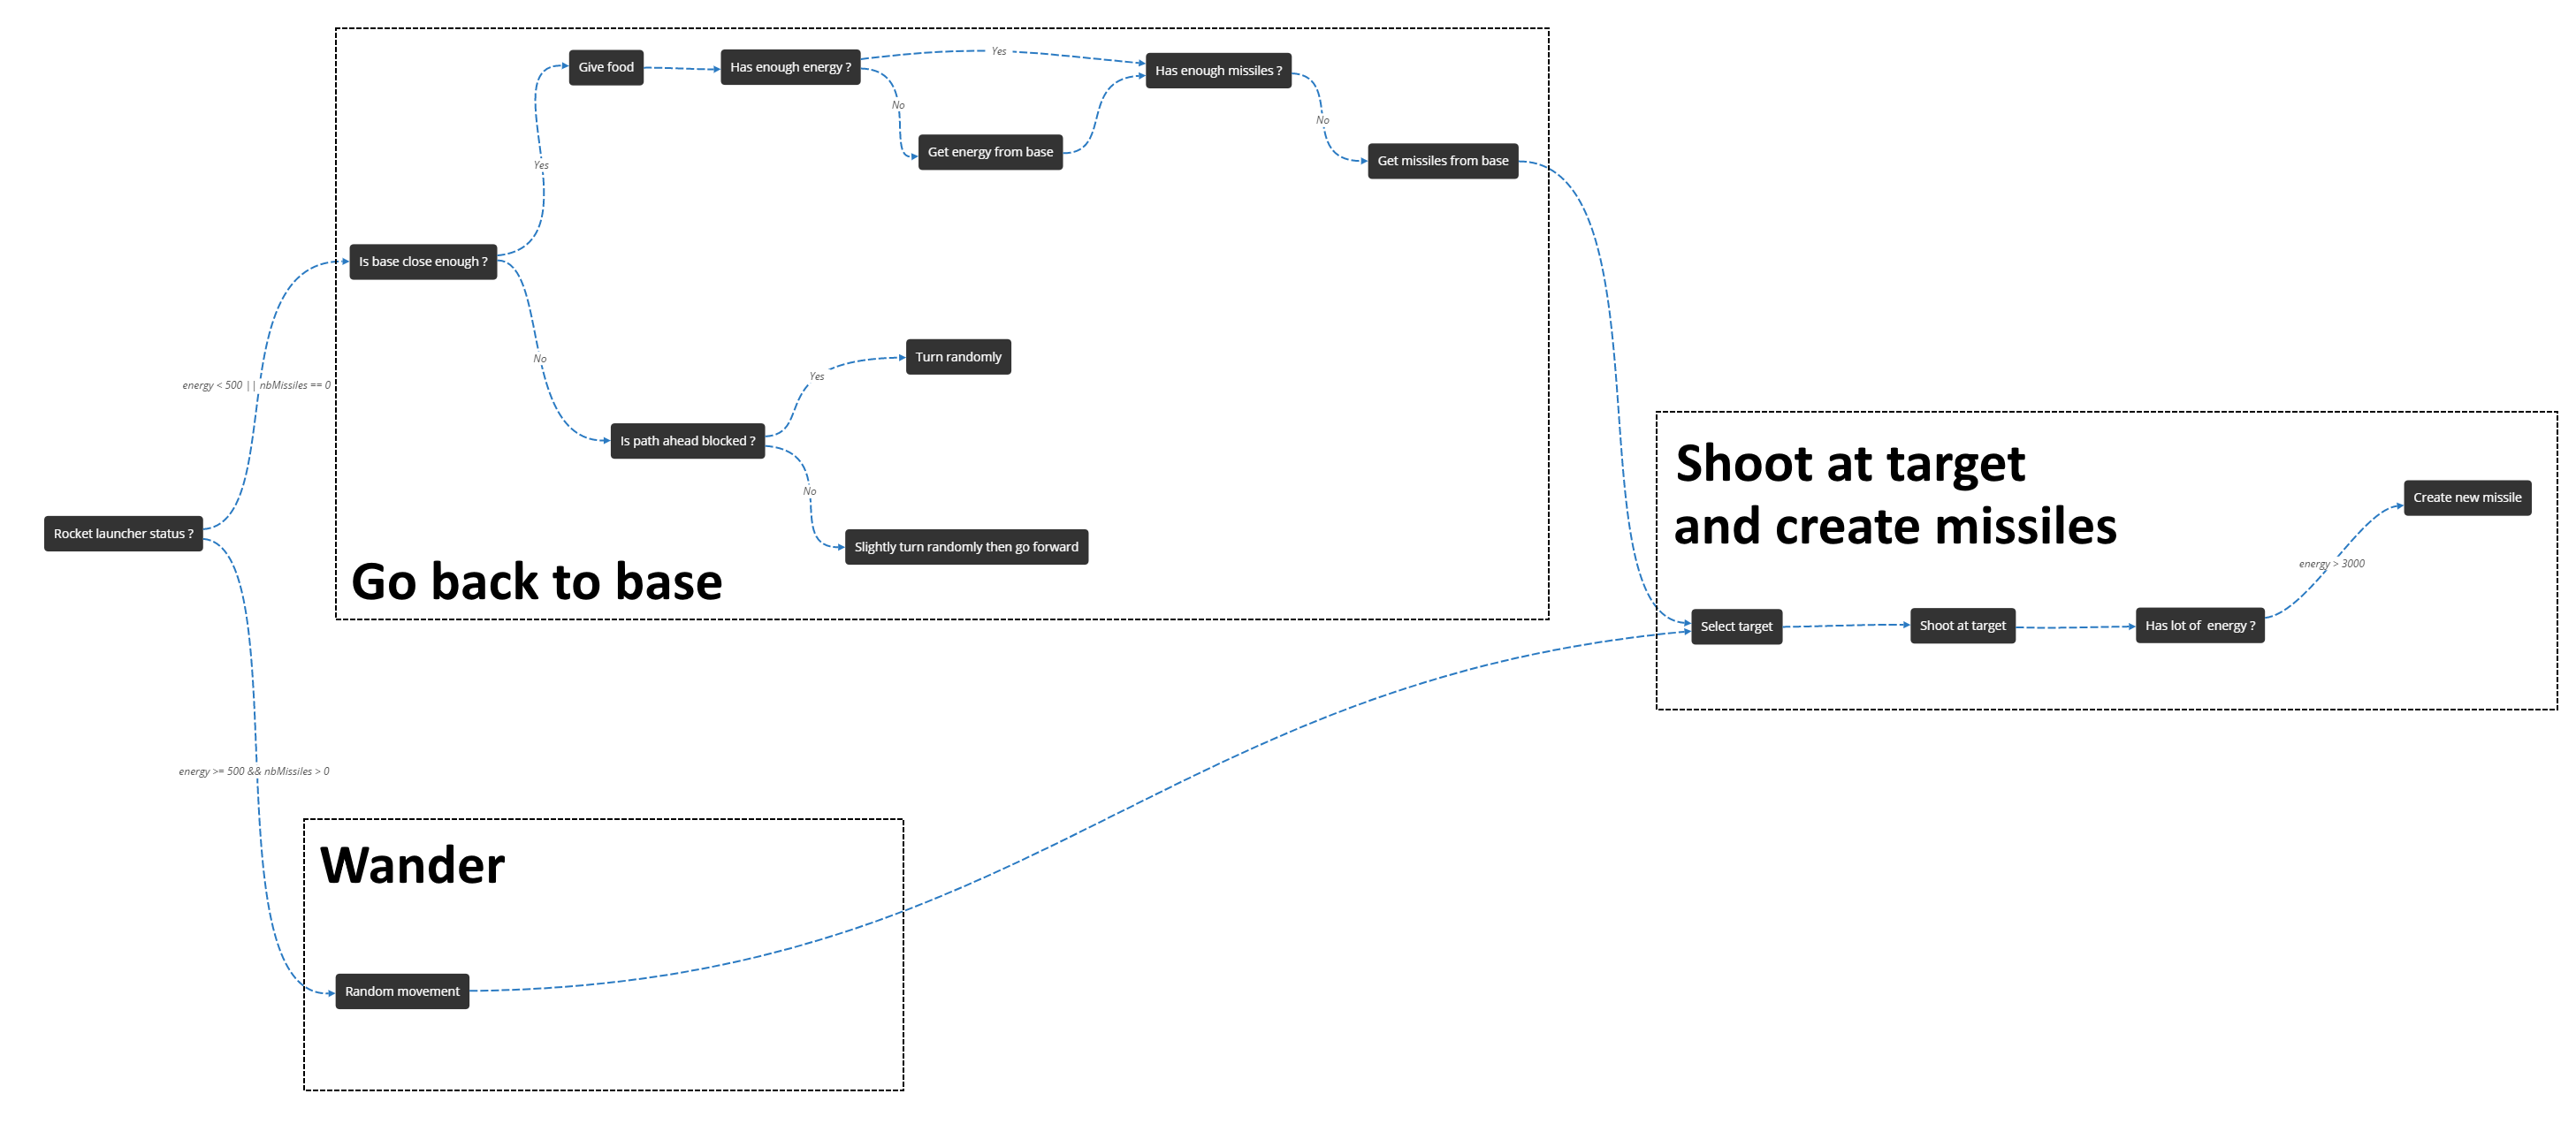 Rocket launcher status ?
energy < 500 || nbMissiles == 0
energy >= 500 && nbMissiles > 0
Go back to base
Is base close enough ?
Yes
Give food
Has enough energy ?
Yes
No
Get energy from base
Has enough missiles ?
No
Get missiles from base
No
Is path ahead blocked ?
Yes
Turn randomly
No
Slightly turn randomly then go forward
Wander
Random movement
Shoot at target
and create missiles
Select target
Shoot at target
Has lot of  energy ?
energy > 3000
Create new missile